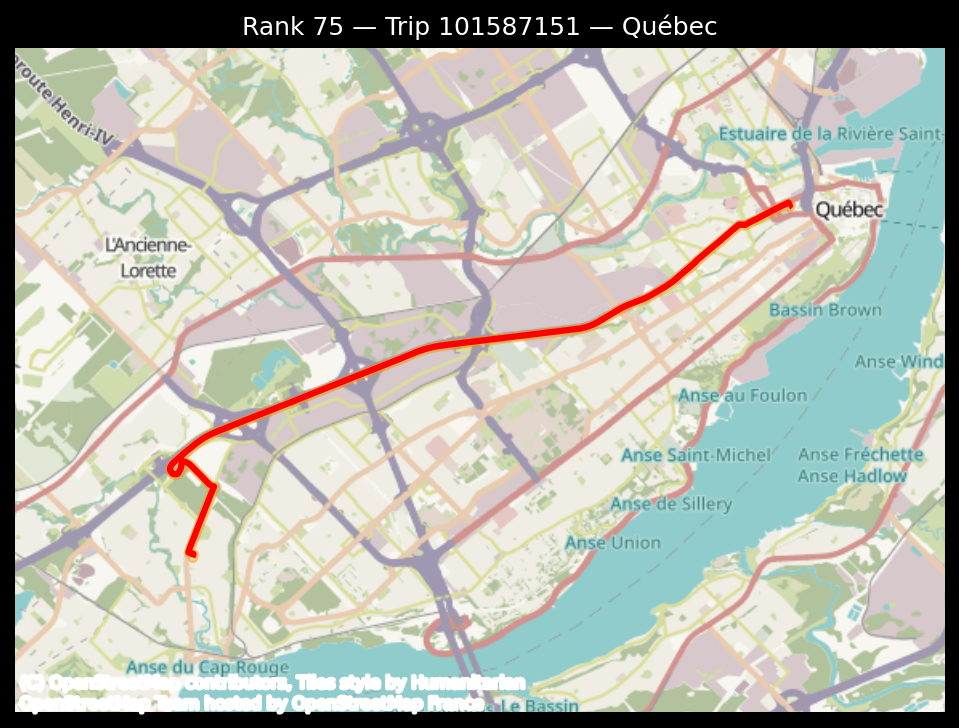 Rank 75 — Trip 101587151 — Québec
oroute Henri-IV
Estuaire de la Rivière Saint-
Québec
L'Ancienne-
Lorette
Bassin Brown
Anse Wind
Anse au Foulon
Anse Saint-Michel
Anse Fréchette
Anse Hadlow
Anse de Sillery
Anse Union
Anse du Cap Rouge
(C) OpenStreetMap contributors, Tiles style by Humanitarian
OpenStreetMap Team hosted by OpenStreetMap France
Le Bassin